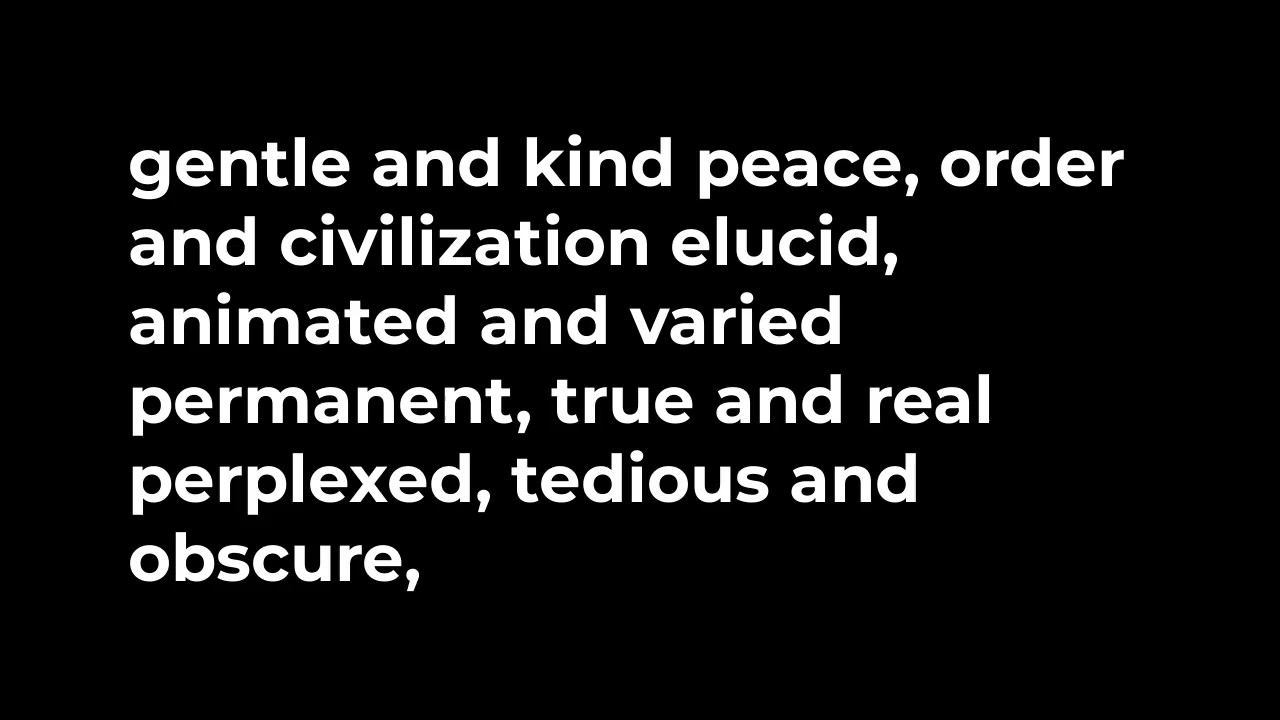 gentle and kind peace, order
and civilization elucid,
animated and varied
permanent, true and real
perplexed, tedious and
obscure,